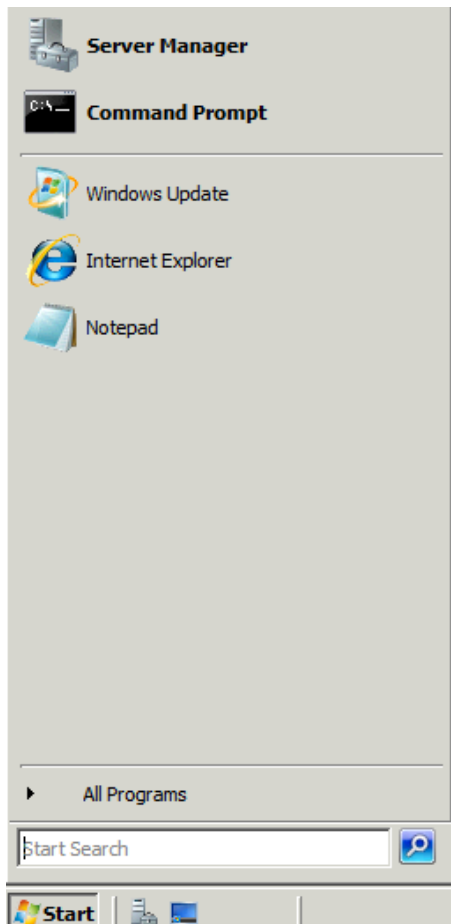 Server Manager
C:\
Command Prompt
Windows Update
Internet Explorer
Notepad
All Programs
Start Search
Start